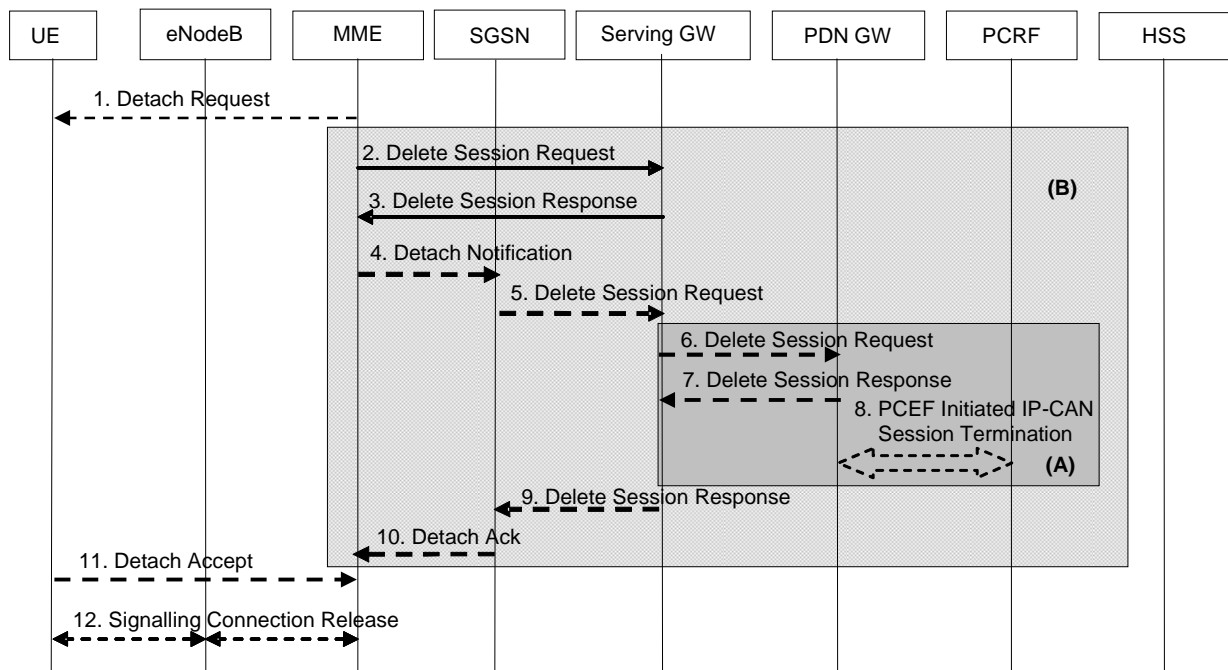 UE
eNodeB
MME
SGSN
Serving GW
PDN GW
PCRF
HSS
1. Detach Request
2. Delete Session Request
(B)
3. Delete Session Response
4. Detach Notification
5. Delete Session Request
6. Delete Session Request
7. Delete Session Response
8. PCEF Initiated IP-CAN
Session Termination
(A)
9. Delete Session Response
10. Detach Ack
11. Detach Accept
12. Signalling Connection Release